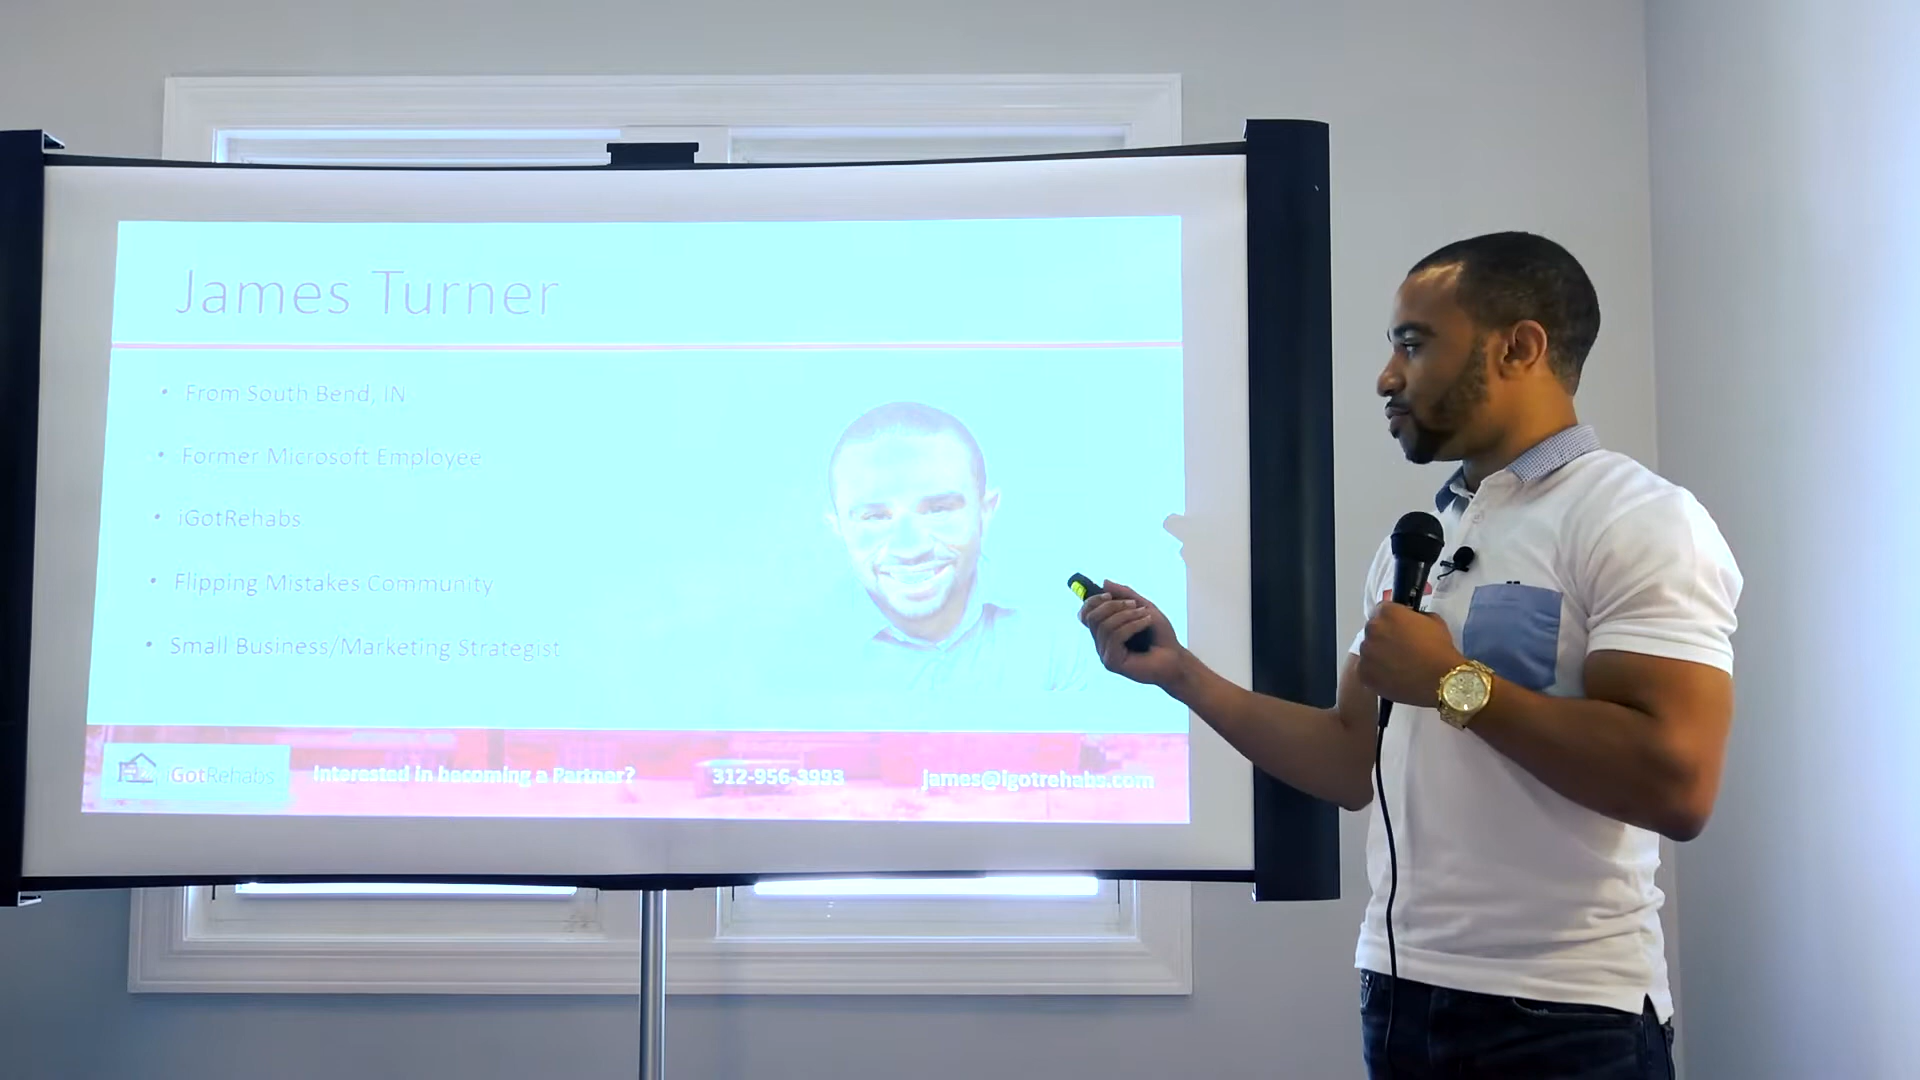 James Turner
• From South Bend, IN
• Former Microsoft Employee
• iGotRehabs
• Flipping Mistakes Community
• Small Business/Marketing Strategist
iGotRehabs Interested in becoming a Partner? 312-956-3993 james@igotrehabs.com